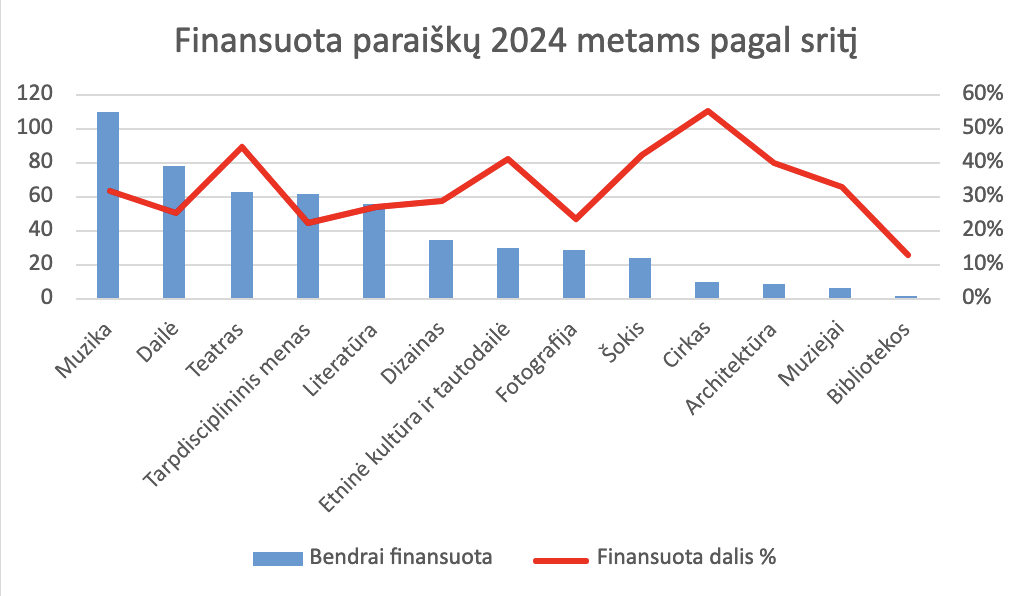 Finansuota paraiškų 2024 metams pagal sritį
120
100
80
60
40
20
0
60%
50%
40%
30%
20%
10%
0%
Muzika
Dailė
Teatras
Tarpdisciplininis menas
Literatūra
Dizainas
Etninė kultūra ir tautodailė
Fotografija
Šokis
Cirkas
Architektūra
Muziejai
Bibliotekos
Bendrai finansuota
Finansuota dalis %